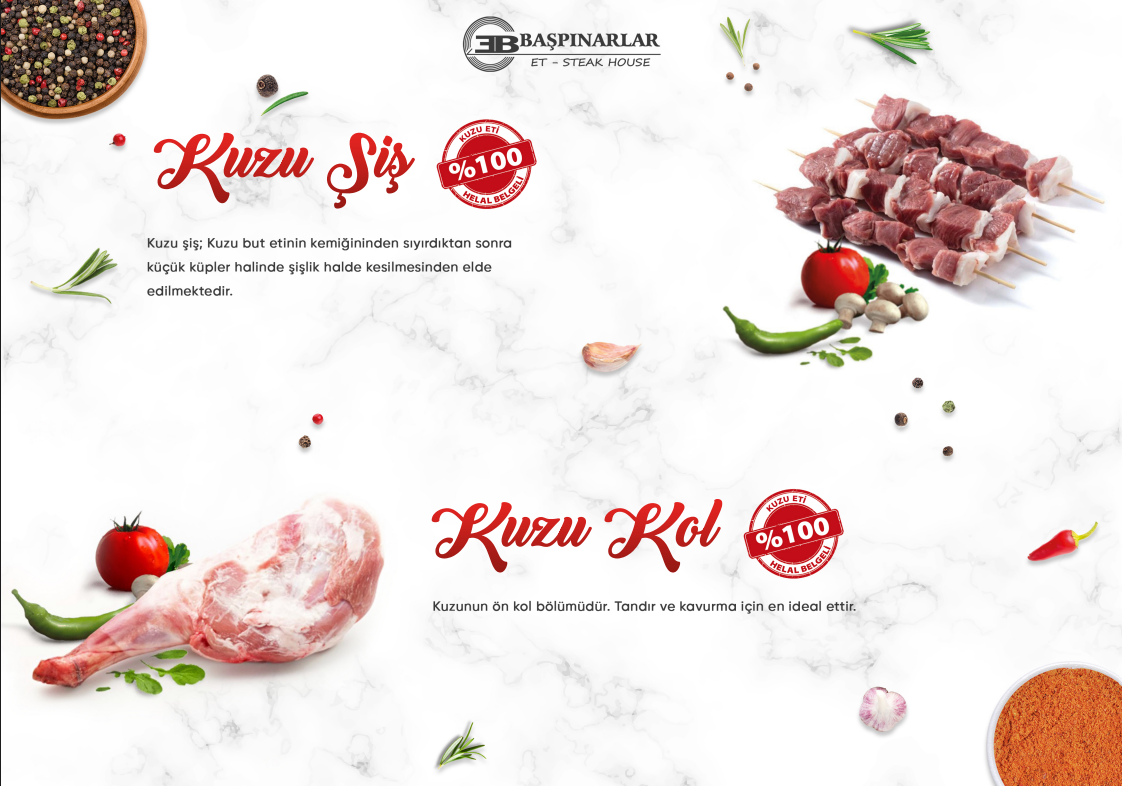 3B BAŞPINARLAR
ET - STEAK HOUSE
Kuzu Şiş
KUZU ETİ
%100
HELAL BELGELİ
Kuzu şiş; Kuzu but etinin kemiğininden sıyırdıktan sonra
küçük küpler halinde şişlik halde kesilmesinden elde
edilmektedir.
Kuzu Kol
KUZU ETİ
%100
HELAL BELGELİ
Kuzunun ön kol bölümüdür. Tandır ve kavurma için en ideal ettir.